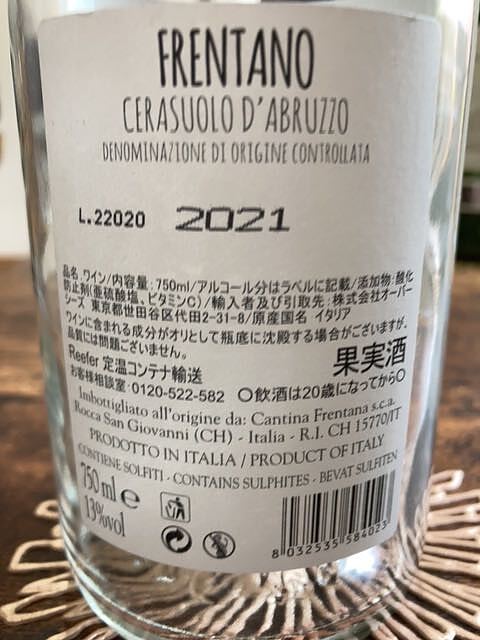 FRENTANO
CERASUOLO D'ABRUZZO
DENOMINAZIONE DI ORIGINE CONTROLLATA
L.22020 2021
品名:ワイン/内容量:750ml/アルコール分はラベルに記載/添加物:酸化
防止剤(亜硫酸塩、ビタミンC)/輸入者及び引取先:株式会社オーバー
シーズ 東京都世田谷区代田2-31-8/原産国名 イタリア
ワインに含まれる成分がオリとして瓶底に沈殿する場合がございますが、
品質には問題ございません。
Reefer 定温コンテナ輸送 果実酒
お客様相談室:0120-522-582 〇飲酒は20歳になってから〇
Imbottigliato all'origine da: Cantina Frentana s.c.a.
Rocca San Giovanni (CH) - Italia - R.I. CH 15770/IT
PRODOTTO IN ITALIA / PRODUCT OF ITALY
CONTIENE SOLFITI - CONTAINS SULPHITES - BEVAT SULFITEN
750 ml e
13%vol
8 032535 584023